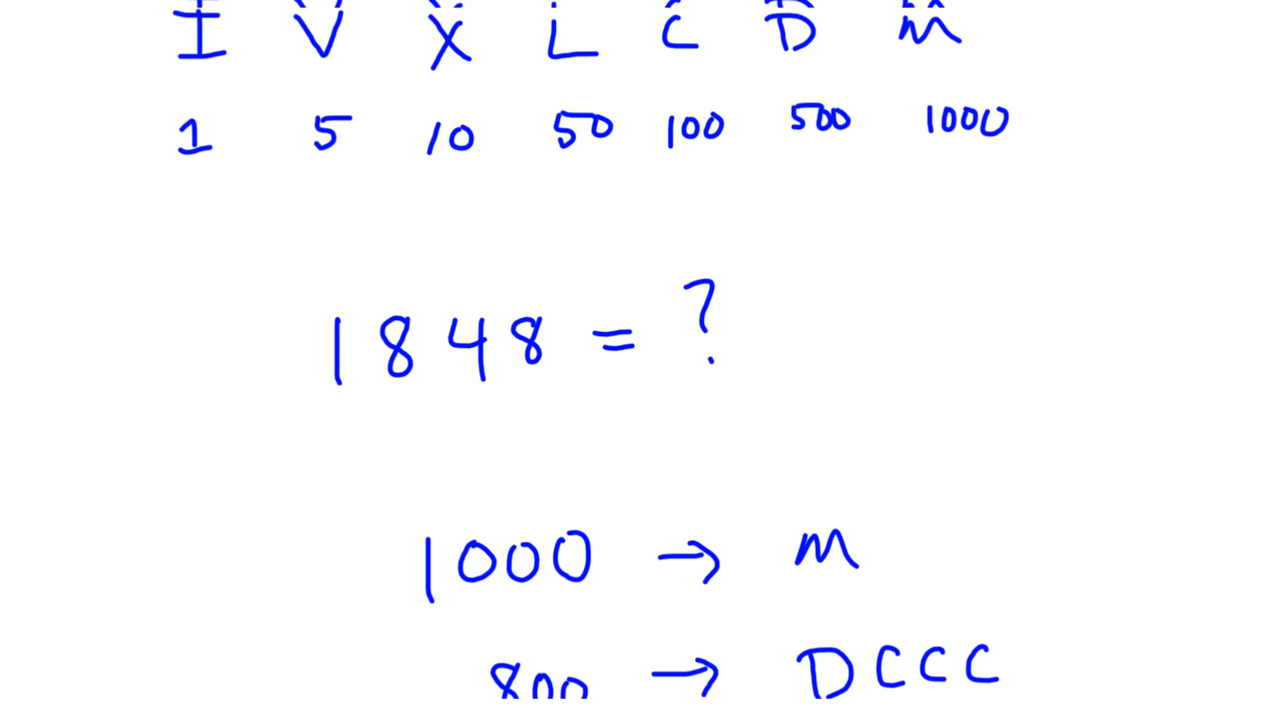 I V X L C D M
1 5 10 50 100 500 1000
1848 = ?
1000 → M
800 → DCCC